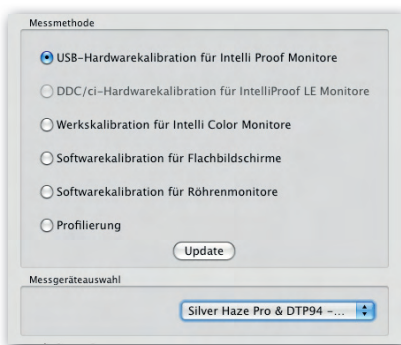 Messmethode
USB-Hardwarekalibration für Intelli Proof Monitore
DDC/ci-Hardwarekalibration für IntelliProof LE Monitore
Werkskalibration für Intelli Color Monitore
Softwarekalibration für Flachbildschirme
Softwarekalibration für Röhrenmonitore
Profilierung
Update
Messgeräteauswahl
Silver Haze Pro & DTP94 -...